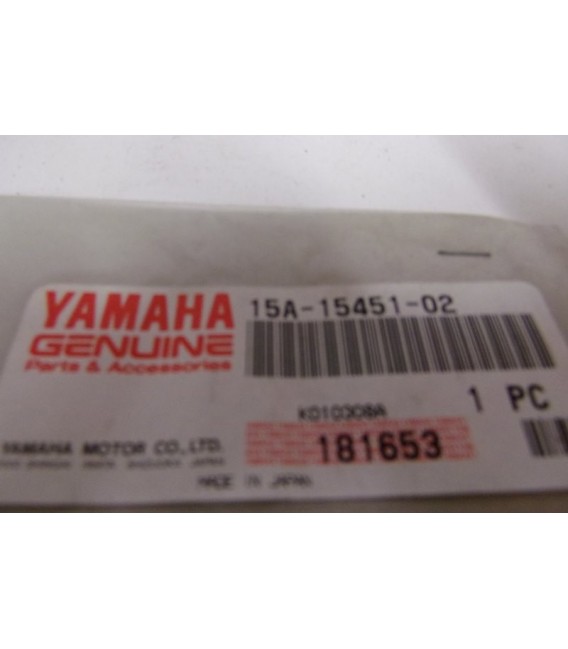 YAMAHA
GENUINE
Parts & Accessories
15A-15451-02
K010308A
1 PC
181653
YAMAHA MOTOR CO.,LTD.
MADE IN JAPAN